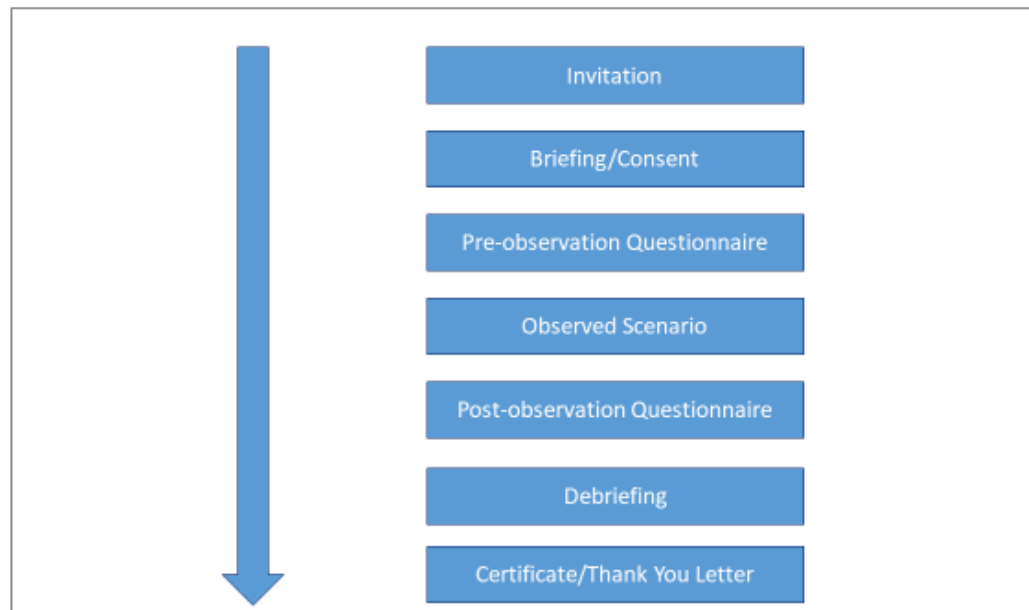 Invitation
Briefing/Consent
Pre-observation Questionnaire
Observed Scenario
Post-observation Questionnaire
Debriefing
Certificate/Thank You Letter